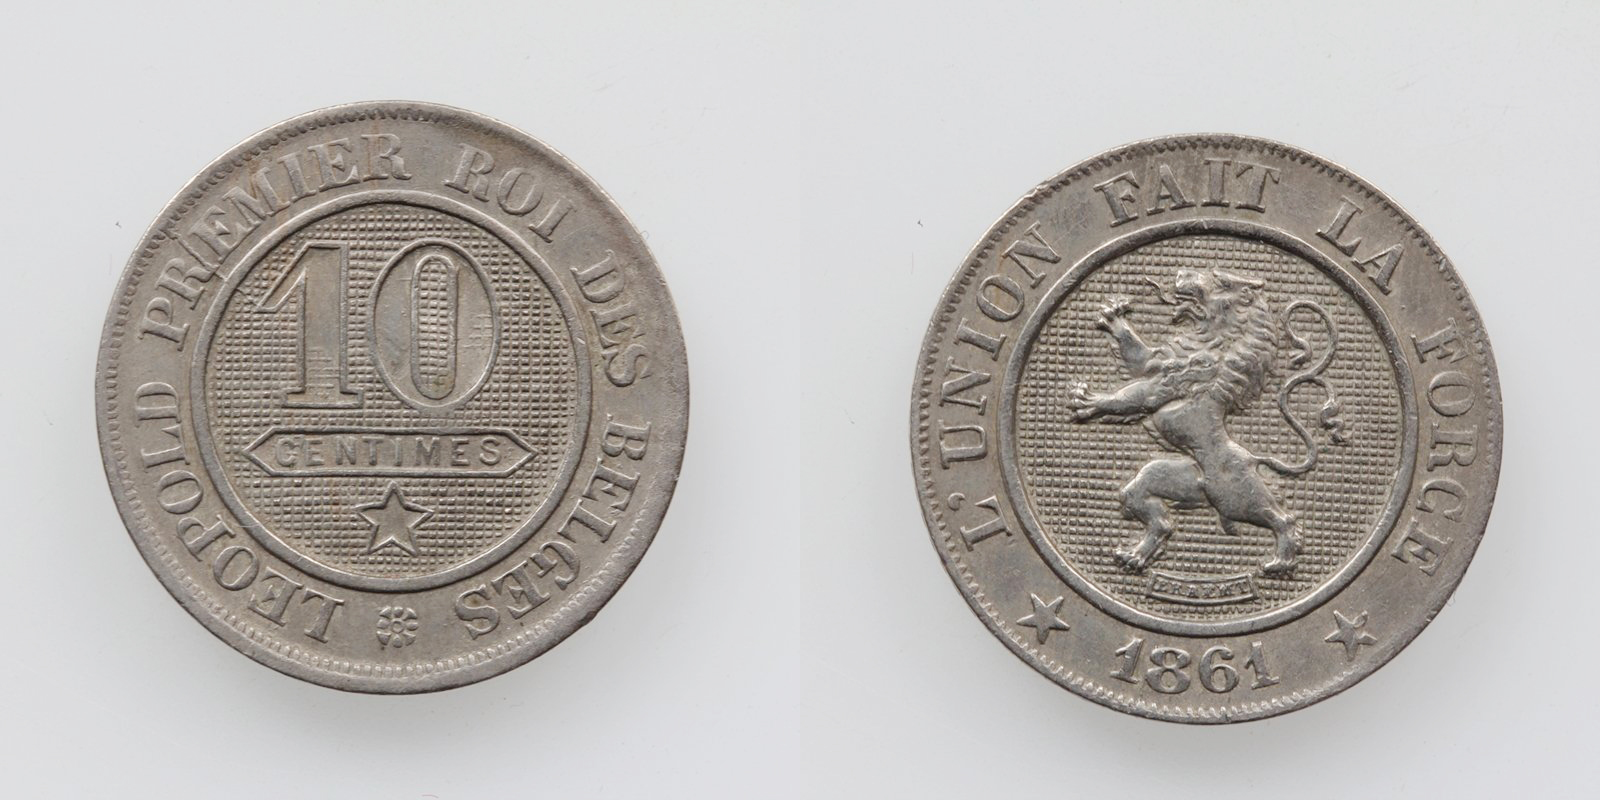 LEOPOLD PREMIER ROI DES BELGES
10
CENTIMES
L'UNION FAIT LA FORCE
1861